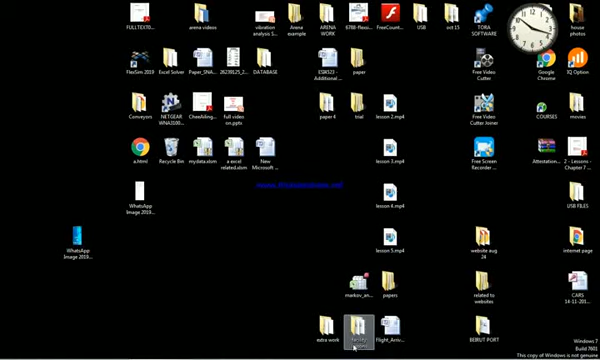 FULLTEXT0...
arena videos
vibration analysis S...
Arena example
ARENA WORK
FreeCount...
USB
oct 15
TORA SOFTWARE
house photos
FlexSim 2019
Excel Solver
Paper_SNA...
DATABASE
Additional ...
paper
Free Video Cutter
Google Chrome
IQ Option
Conveyors
NETGEAR WNA3100...
full video on.pptx
paper 4
trial
lesson 2.mp4
Free Video Cutter Joiner
COURSES
movies
a.html
Recycle Bin
mydata.xlsm
a excel related.xlsm
New Microsoft ...
lesson 3.mp4
Free Screen Recorder ...
Attestation...
2 - Lessons - Chapter 7 ...
WhatsApp Image 2019...
lesson 4.mp4
USB FILES
WhatsApp Image 2019...
lesson 5.mp4
website aug 24
internet page
markov_an...
papers
related to websites
CARS 14-11-201...
extra work
Flight_Arriv...
BEIRUT PORT
Windows 7
Build 7601
This copy of Windows is not genuine